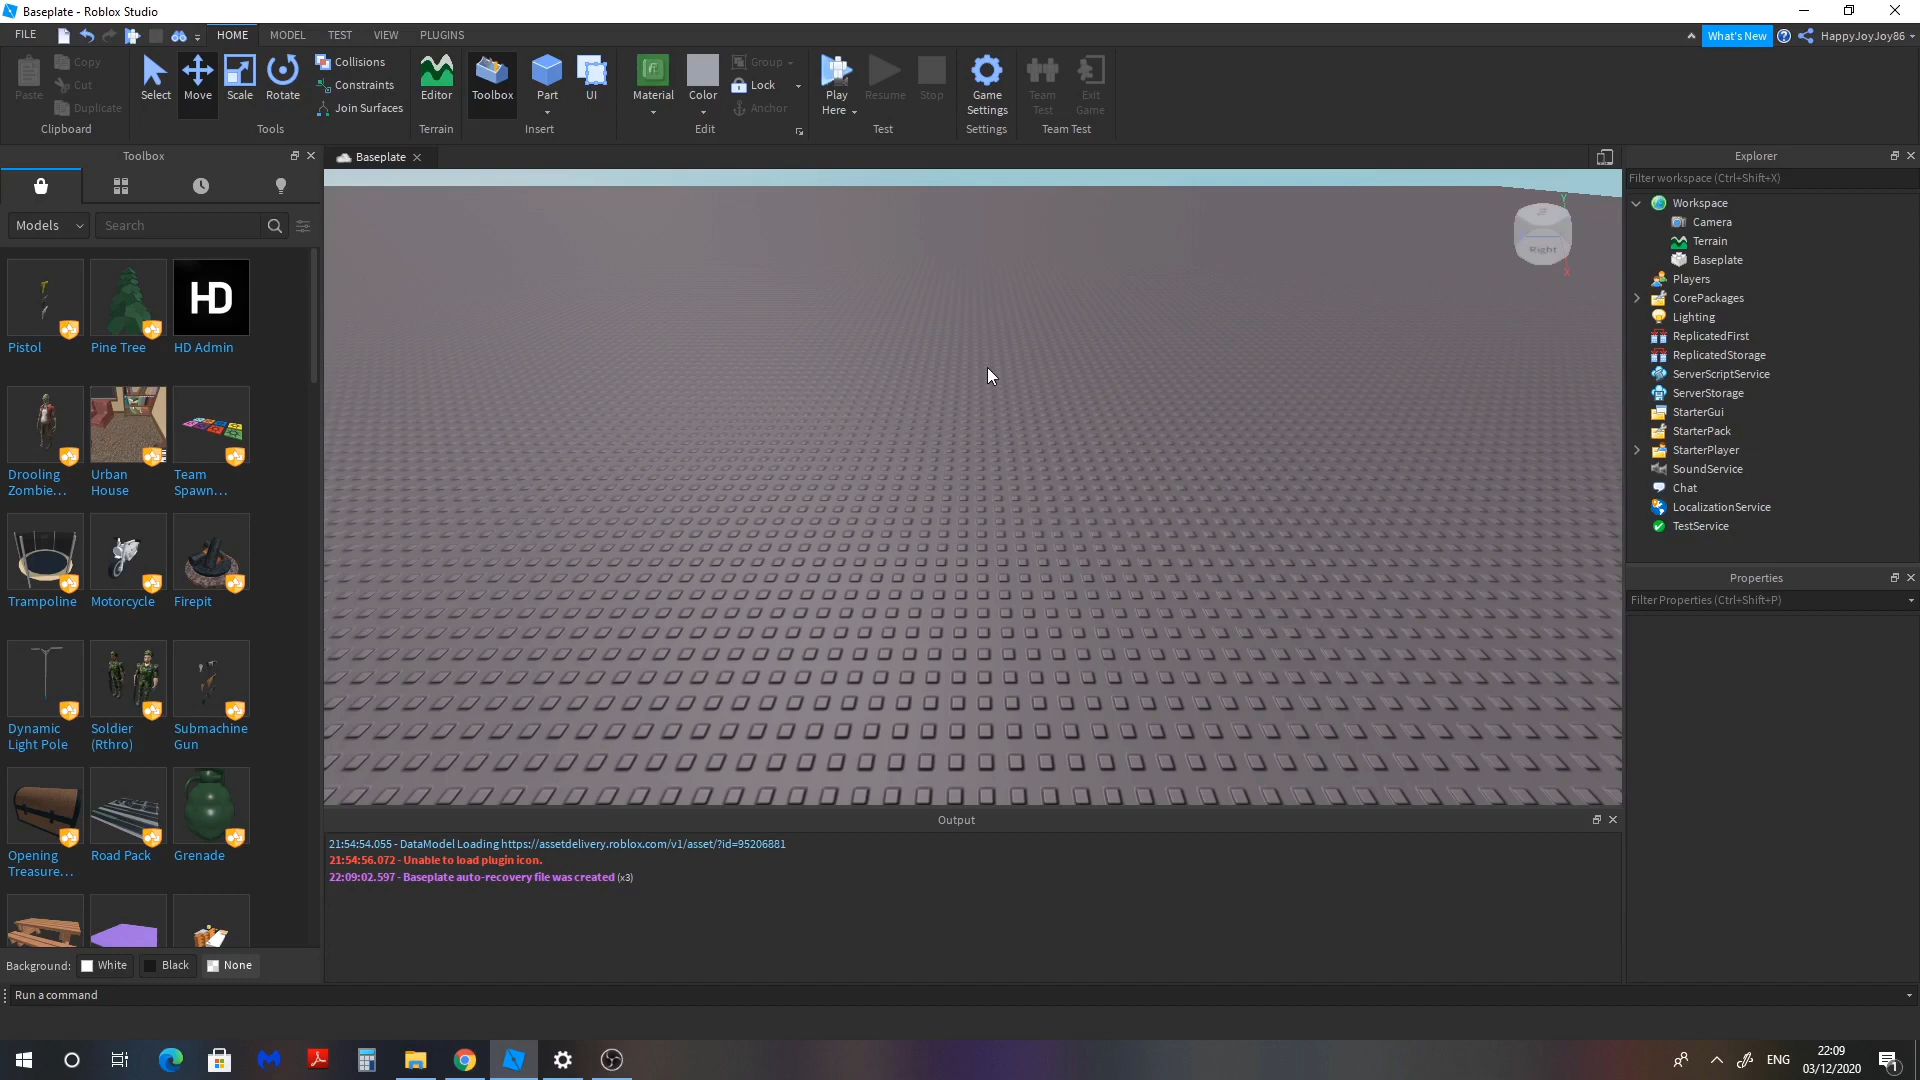 Baseplate - Roblox Studio
FILE
HOME
MODEL
TEST
VIEW
PLUGINS
What's New
HappyJoyJoy86
Paste
Copy
Cut
Duplicate
Clipboard
Select
Move
Scale
Rotate
Collisions
Constraints
Join Surfaces
Tools
Editor
Terrain
Toolbox
Part
UI
Insert
Material
Color
Group
Lock
Anchor
Edit
Play
Here
Resume
Stop
Test
Game
Settings
Settings
Team
Test
Exit
Game
Team Test
Toolbox
Models
Search
Pistol
Pine Tree
HD
HD Admin
Drooling
Zombie...
Urban
House
Team
Spawn...
Trampoline
Motorcycle
Firepit
Dynamic
Light Pole
Soldier
(Rthro)
Submachine
Gun
Opening
Treasure...
Road Pack
Grenade
Background:
White
Black
None
Baseplate
Y
Right
X
Output
21:54:54.055 - DataModel Loading https://assetdelivery.roblox.com/v1/asset/?id=95206881
21:54:56.072 - Unable to load plugin icon.
22:09:02.597 - Baseplate auto-recovery file was created (x3)
Explorer
Filter workspace (Ctrl+Shift+X)
Workspace
Camera
Terrain
Baseplate
Players
CorePackages
Lighting
ReplicatedFirst
ReplicatedStorage
ServerScriptService
ServerStorage
StarterGui
StarterPack
StarterPlayer
SoundService
Chat
LocalizationService
TestService
Properties
Filter Properties (Ctrl+Shift+P)
Run a command
ENG
22:09
03/12/2020
1